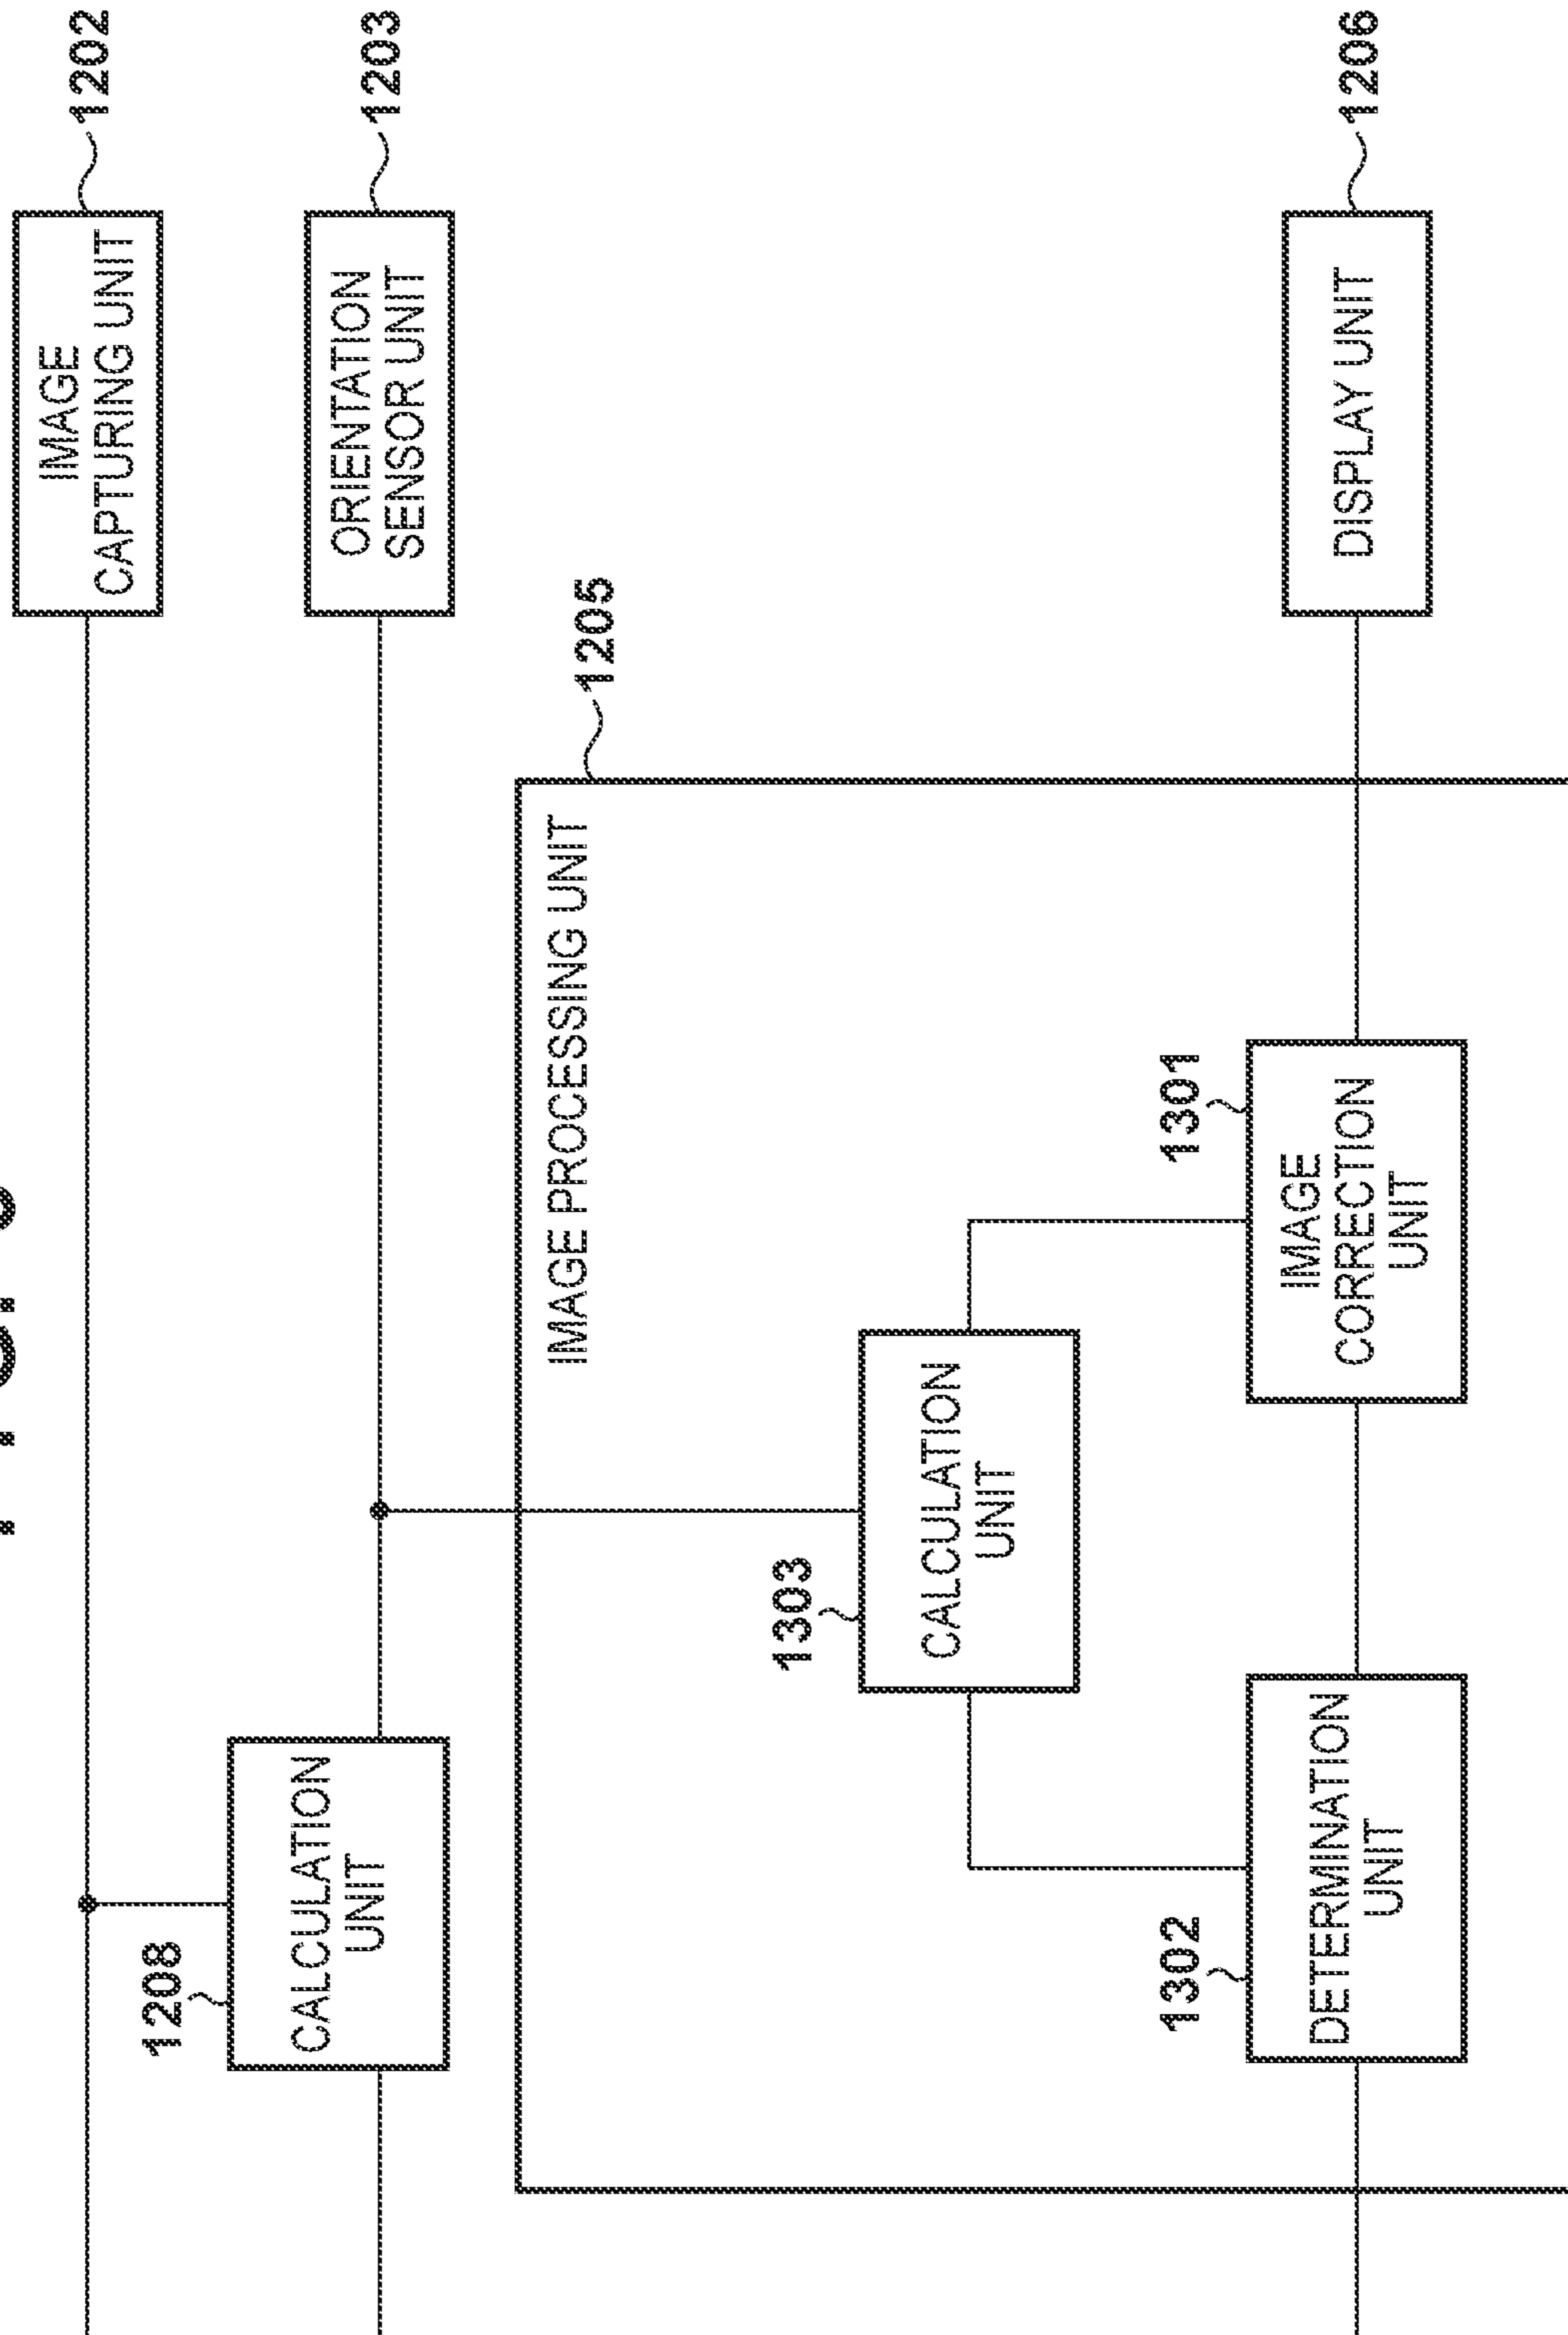 1202
IMAGE
CAPTURING UNIT
1203
ORIENTATION
SENSOR UNIT
1208
CALCULATION
UNIT
1205
IMAGE PROCESSING UNIT
1303
CALCULATION
UNIT
1301
IMAGE
CORRECTION
UNIT
1302
DETERMINATION
UNIT
1206
DISPLAY UNIT